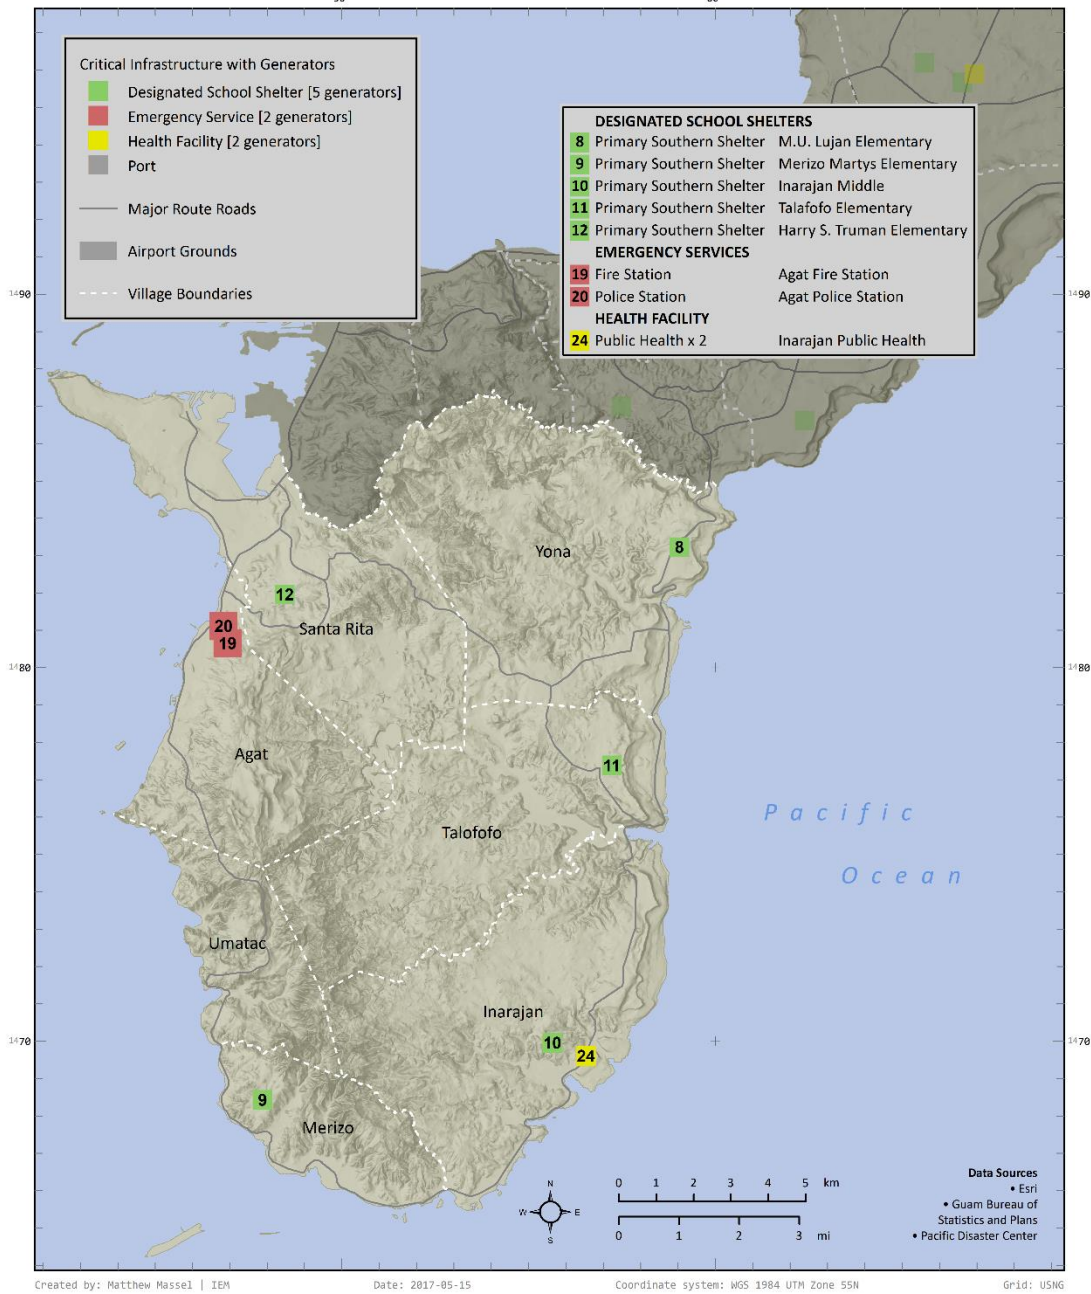 Critical Infrastructure with Generators
Designated School Shelter [5 generators]
Emergency Service [2 generators]
Health Facility [2 generators]
Port
Major Route Roads
Airport Grounds
Village Boundaries
DESIGNATED SCHOOL SHELTERS
8 Primary Southern Shelter M.U. Lujan Elementary
9 Primary Southern Shelter Merizo Martys Elementary
10 Primary Southern Shelter Inarajan Middle
11 Primary Southern Shelter Talafofo Elementary
12 Primary Southern Shelter Harry S. Truman Elementary
EMERGENCY SERVICES
19 Fire Station Agat Fire Station
20 Police Station Agat Police Station
HEALTH FACILITY
24 Public Health x 2 Inarajan Public Health
1490 1490
Yona
8
12
Santa Rita
20
19
1480 1480
Agat
11
Talofofo
Pacific
Ocean
Umatac
Inarajan
10
24
1470 1470
9
Merizo
N
W E
S
0 1 2 3 4 5 km
0 1 2 3 mi
Data Sources
• Esri
• Guam Bureau of
Statistics and Plans
• Pacific Disaster Center
Created by: Matthew Massel | IEM Date: 2017-05-15 Coordinate system: WGS 1984 UTM Zone 55N Grid: USNG